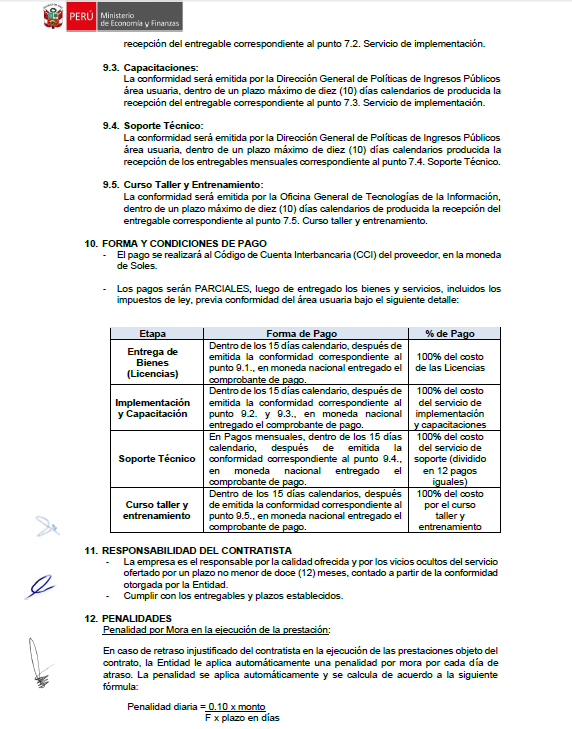 PERÚ
Ministerio
de Economía y Finanzas
recepción del entregable correspondiente al punto 7.2. Servicio de implementación.
9.3. Capacitaciones:
La conformidad será emitida por la Dirección General de Políticas de Ingresos Públicos
área usuaria, dentro de un plazo máximo de diez (10) días calendarios de producida la
recepción del entregable correspondiente al punto 7.3. Servicio de implementación.
9.4. Soporte Técnico:
La conformidad será emitida por la Dirección General de Políticas de Ingresos Públicos
área usuaria, dentro de un plazo máximo de diez (10) días calendarios producida la
recepción de los entregables mensuales correspondiente al punto 7.4. Soporte Técnico.
9.5. Curso Taller y Entrenamiento:
La conformidad será emitida por la Oficina General de Tecnologías de la Información,
dentro de un plazo máximo de diez (10) días calendarios de producida la recepción del
entregable correspondiente al punto 7.5. Curso taller y entrenamiento.
10. FORMA Y CONDICIONES DE PAGO
- El pago se realizará al Código de Cuenta Interbancaria (CCI) del proveedor, en la moneda
de Soles.
- Los pagos serán PARCIALES, luego de entregado los bienes y servicios, incluidos los
impuestos de ley, previa conformidad del área usuaria bajo el siguiente detalle:
Etapa Forma de Pago % de Pago
Entrega de
Bienes
(Licencias)
Dentro de los 15 días calendario, después de
emitida la conformidad correspondiente al
punto 9.1., en moneda nacional entregado el
comprobante de pago.
100% del costo
de las Licencias
Implementación
y Capacitación
Dentro de los 15 días calendario, después de
emitida la conformidad correspondiente al
punto 9.2. y 9.3., en moneda nacional
entregado el comprobante de pago.
100% del costo
del servicio de
implementación
y capacitaciones
Soporte Técnico
En Pagos mensuales, dentro de los 15 días
calendario, después de emitida la
conformidad correspondiente al punto 9.4.,
en moneda nacional entregado el
comprobante de pago.
100% del costo
del servicio de
soporte (dividido
en 12 pagos
iguales)
Curso taller y
entrenamiento
Dentro de los 15 días calendarios, después
de emitida la conformidad correspondiente al
punto 9.5., en moneda nacional entregado el
comprobante de pago.
100% del costo
por el curso
taller y
entrenamiento
11. RESPONSABILIDAD DEL CONTRATISTA
- La empresa es el responsable por la calidad ofrecida y por los vicios ocultos del servicio
ofertado por un plazo no menor de doce (12) meses, contado a partir de la conformidad
otorgada por la Entidad.
- Cumplir con los entregables y plazos establecidos.
12. PENALIDADES
Penalidad por Mora en la ejecución de la prestación:
En caso de retraso injustificado del contratista en la ejecución de las prestaciones objeto del
contrato, la Entidad le aplica automáticamente una penalidad por mora por cada día de
atraso. La penalidad se aplica automáticamente y se calcula de acuerdo a la siguiente
fórmula:
Penalidad diaria = 0.10 x monto
F x plazo en días